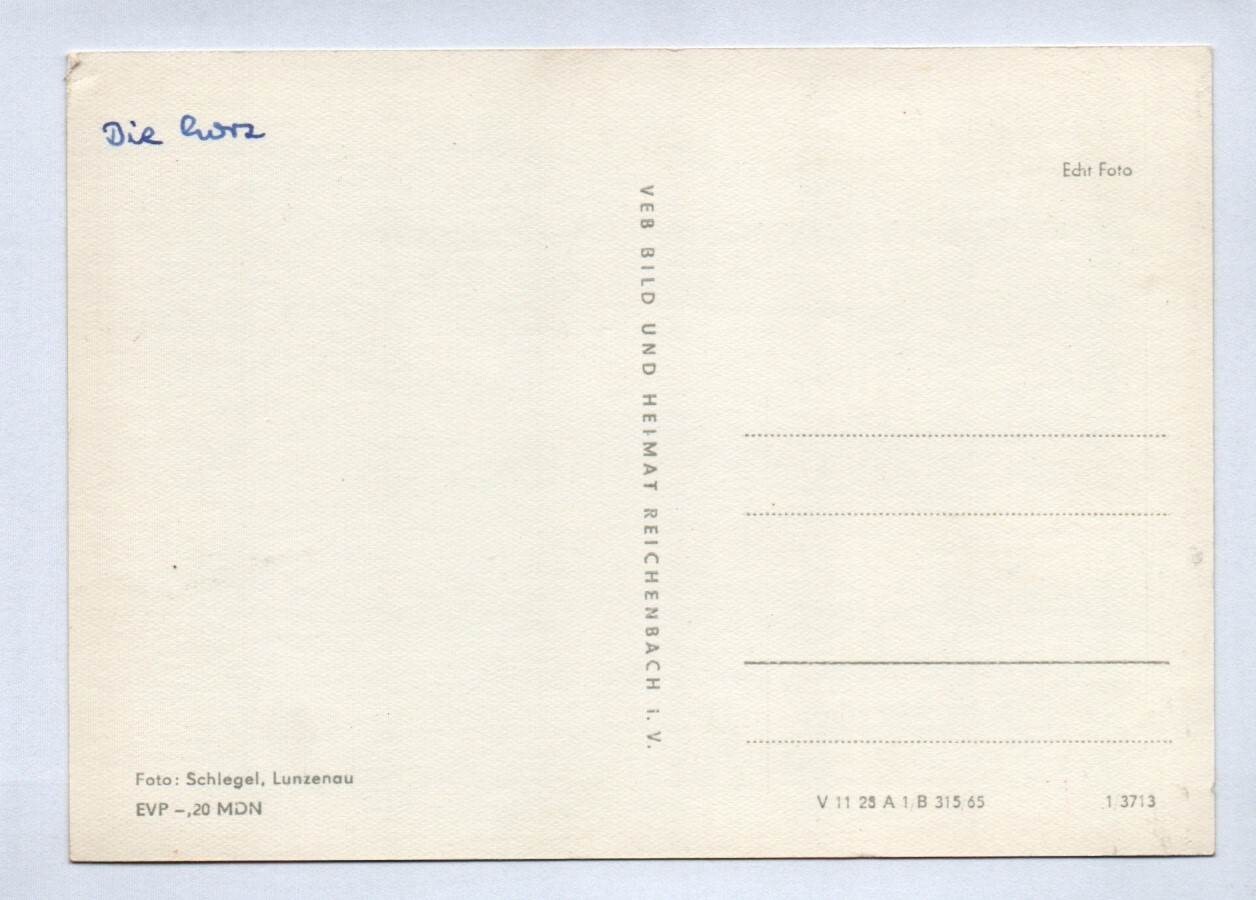 Die
Echt Foto
VEB BILD UND HEIMAT REICHENBACH i. V.
Foto: Schlegel, Lunzenau
EVP –,20 MDN
V 11 28 A 1/B 315/65
1/3713